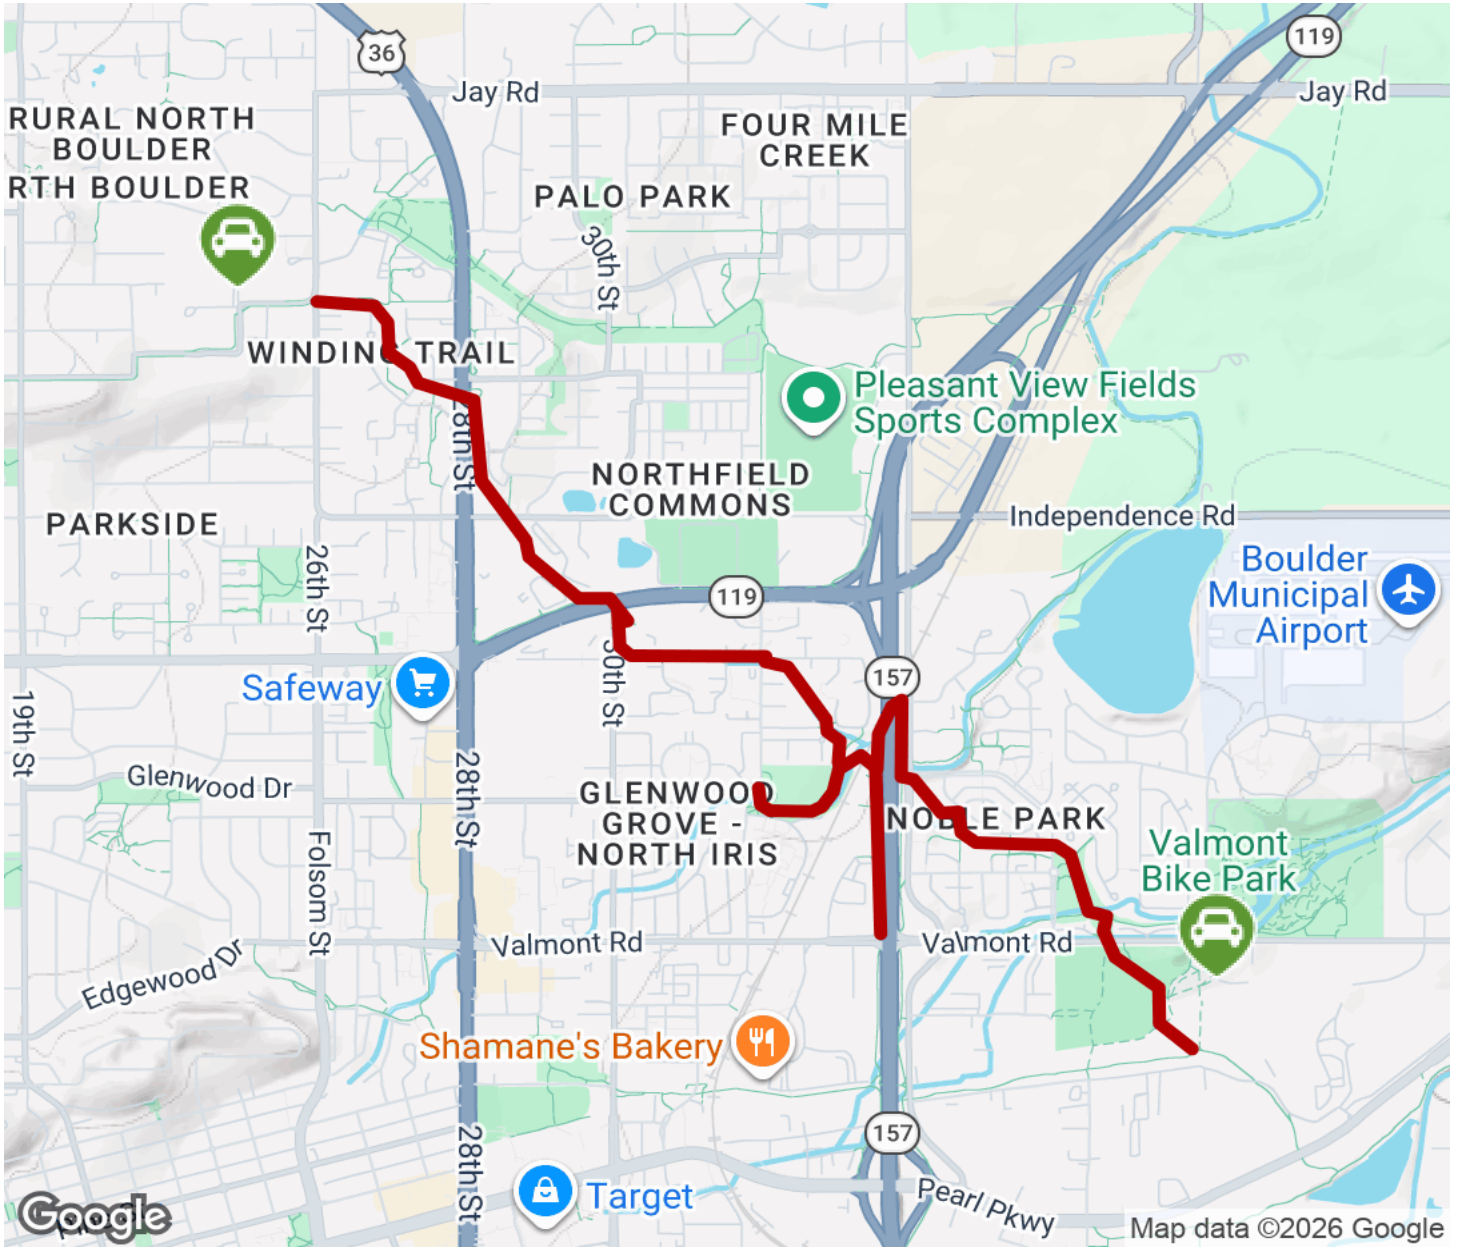 36
119
Jay Rd
Jay Rd
RURAL NORTH
BOULDER
FOUR MILE
CREEK
RTH BOULDER
PALO PARK
30th St
WINDING TRAIL
Pleasant View Fields
Sports Complex
28th St
NORTHFIELD
COMMONS
PARKSIDE
Independence Rd
26th St
Boulder
Municipal
Airport
119
30th St
157
Safeway
19th St
28th St
Glenwood Dr
GLENWOOD
GROVE -
NORTH IRIS
NOBLE PARK
Valmont
Bike Park
Folsom St
Valmont Rd
Valmont Rd
Edgewood Dr
Shamane's Bakery
28th St
157
Target
Pearl Pkwy
Google
Map data ©2026 Google